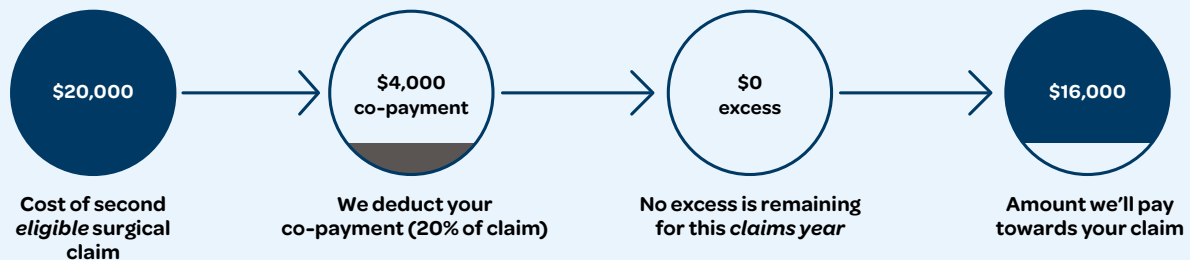 $20,000
$4,000
co-payment
$0
excess
$16,000
Cost of second
eligible surgical
claim
We deduct your
co-payment (20% of claim)
No excess is remaining
for this claims year
Amount we'll pay
towards your claim